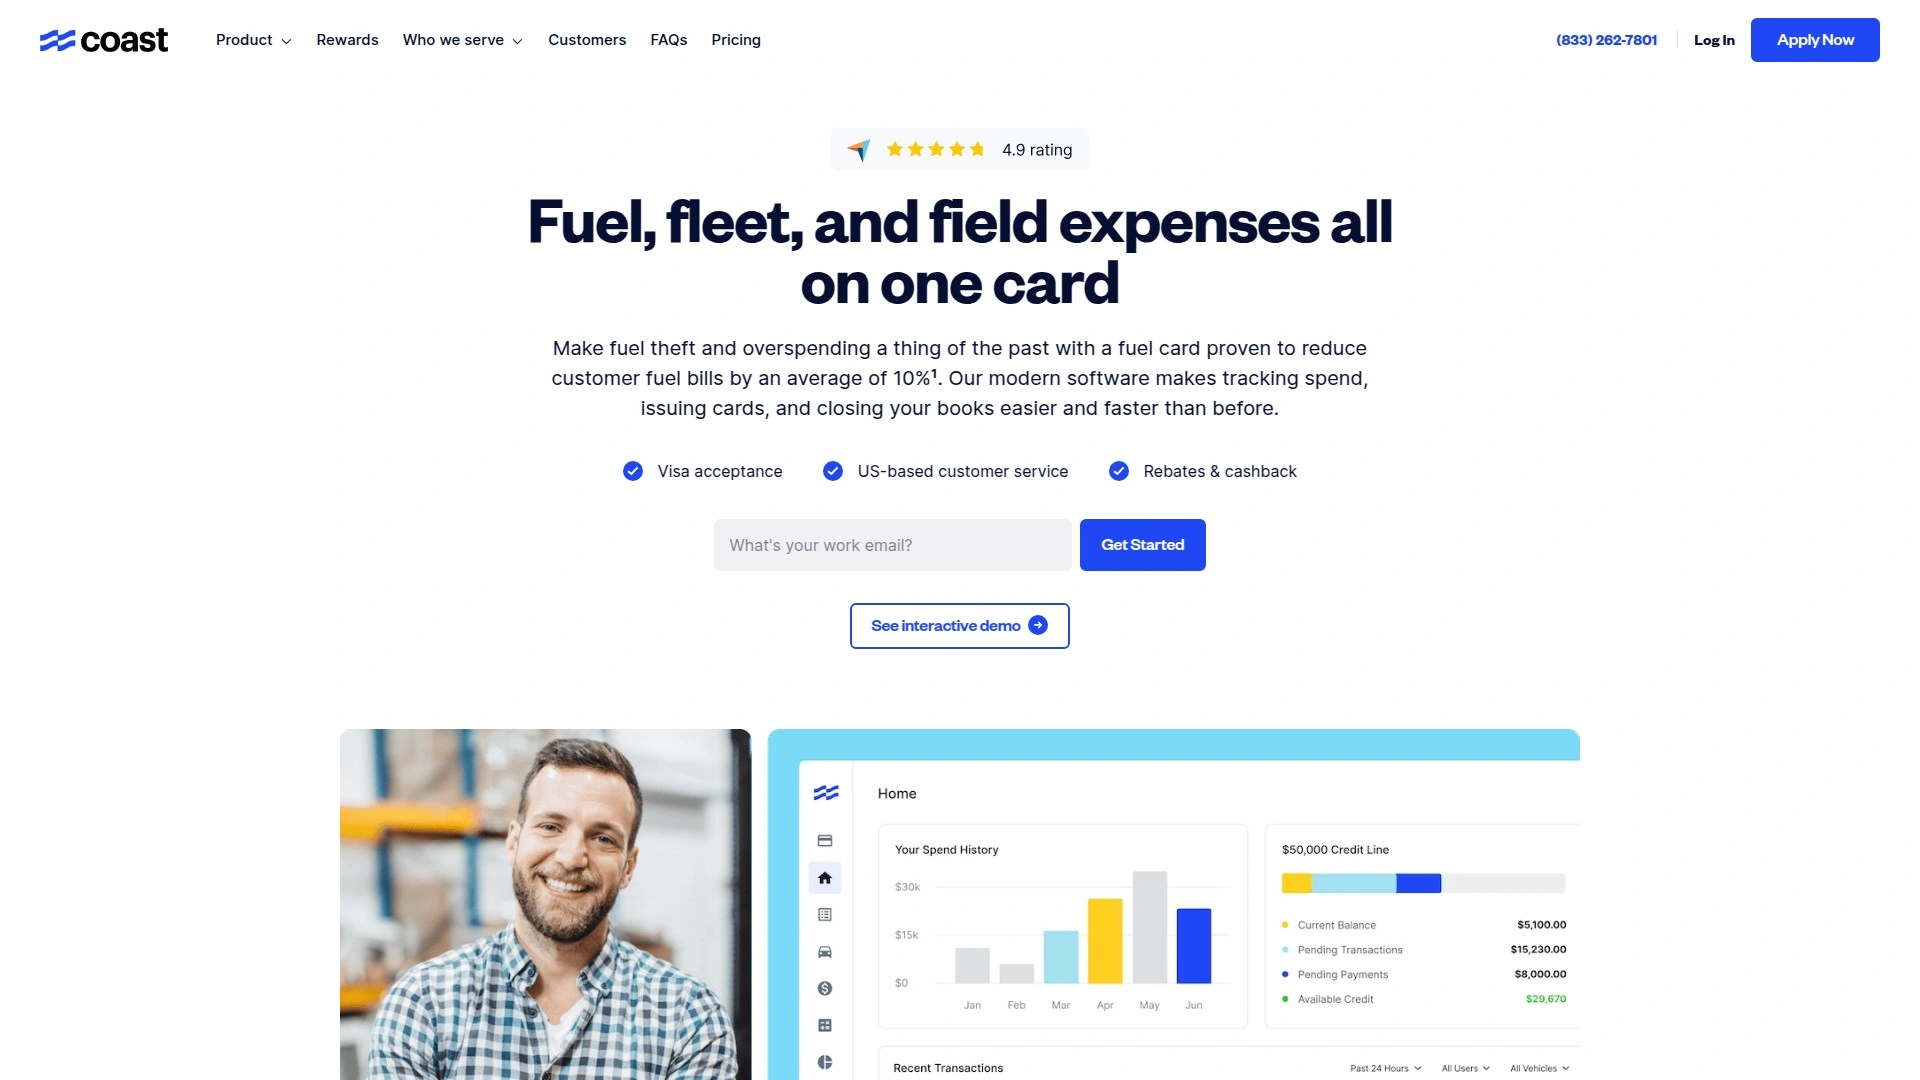 coast
Product
Rewards
Who we serve
Customers
FAQs
Pricing
(833) 262-7801
Log In
Apply Now
4.9 rating
Fuel, fleet, and field expenses all
on one card
Make fuel theft and overspending a thing of the past with a fuel card proven to reduce
customer fuel bills by an average of 10%¹. Our modern software makes tracking spend,
issuing cards, and closing your books easier and faster than before.
Visa acceptance
US-based customer service
Rebates & cashback
What's your work email?
Get Started
See interactive demo
Home
Your Spend History
$30k
$15k
$0
Jan Feb Mar Apr May Jun
$50,000 Credit Line
Current Balance $5,100.00
Pending Transactions $15,230.00
Pending Payments $8,000.00
Available Credit $29,670
Recent Transactions
Past 24 Hours
All Users
All Vehicles